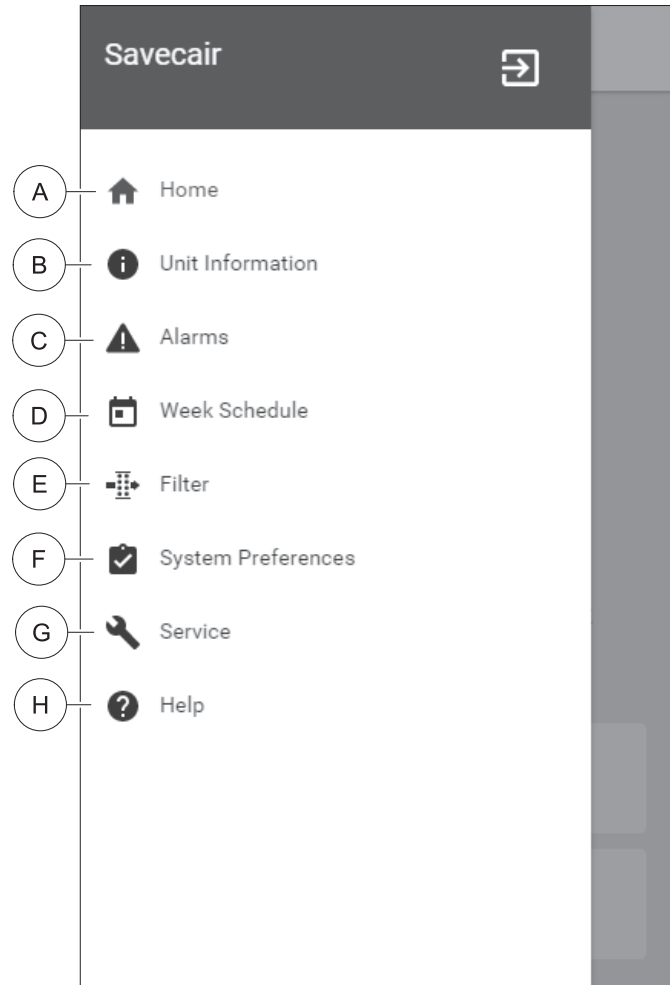 Savecair
A Home
B Unit Information
C Alarms
D Week Schedule
E Filter
F System Preferences
G Service
H Help